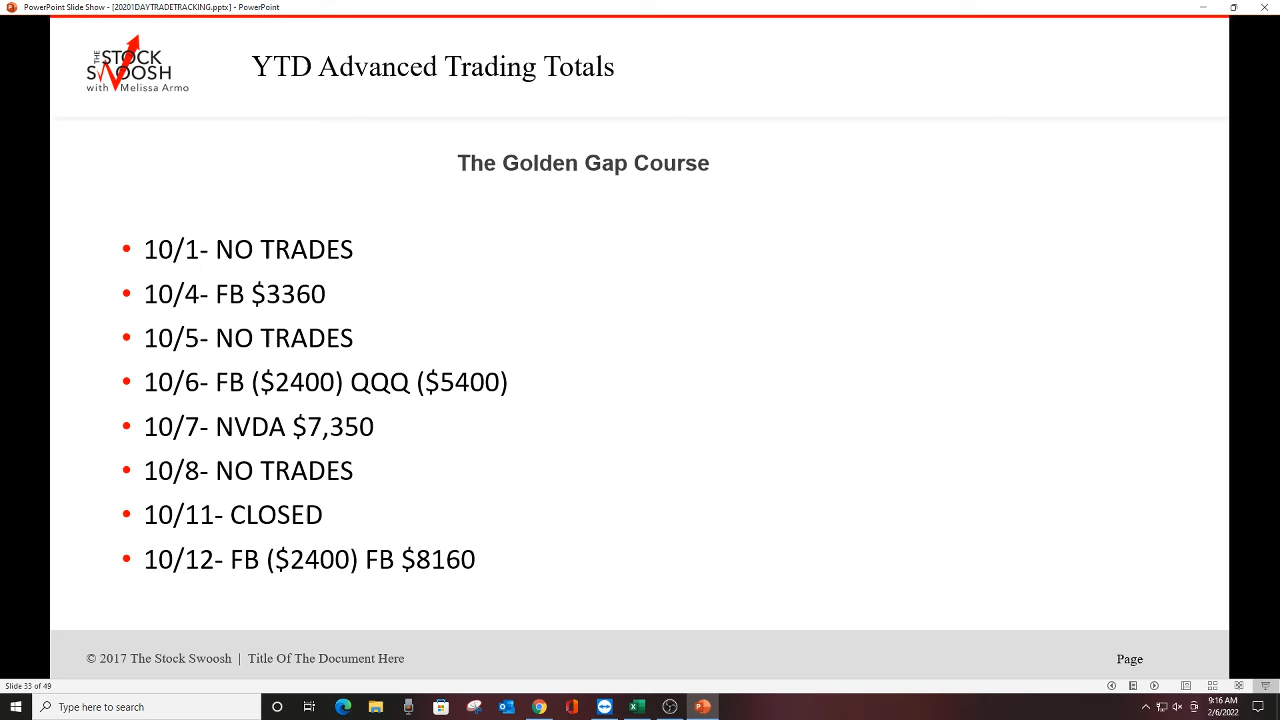 PowerPoint Slide Show - [20201DAYTRADETRACKING.pptx] - PowerPoint
THE STOCK
SWOOSH
with Melissa Armo
YTD Advanced Trading Totals
The Golden Gap Course
• 10/1- NO TRADES
• 10/4- FB $3360
• 10/5- NO TRADES
• 10/6- FB ($2400) QQQ ($5400)
• 10/7- NVDA $7,350
• 10/8- NO TRADES
• 10/11- CLOSED
• 10/12- FB ($2400) FB $8160
© 2017 The Stock Swoosh | Title Of The Document Here
Page
Slide 33 of 49
Type here to search
9:16 AM
2/6/2022